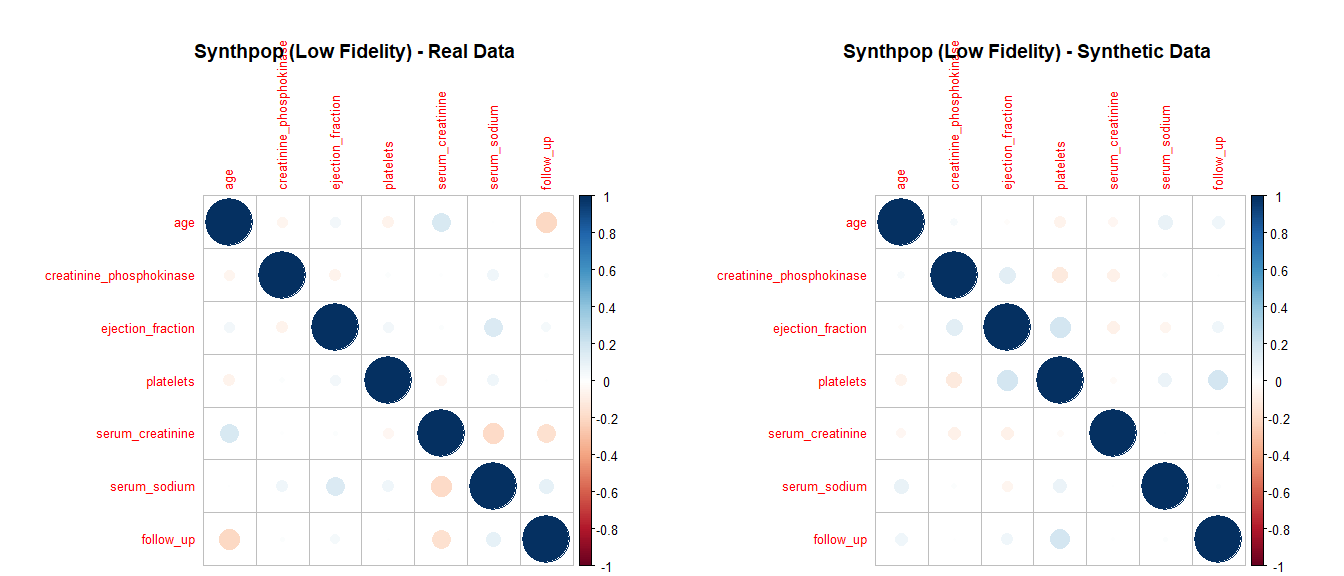 Synthpop (Low Fidelity) - Real Data
age
creatinine_phosphokinase
ejection_fraction
platelets
serum_creatinine
serum_sodium
follow_up
age
creatinine_phosphokinase
ejection_fraction
platelets
serum_creatinine
serum_sodium
follow_up
1
0.8
0.6
0.4
0.2
0
-0.2
-0.4
-0.6
-0.8
-1
Synthpop (Low Fidelity) - Synthetic Data
age
creatinine_phosphokinase
ejection_fraction
platelets
serum_creatinine
serum_sodium
follow_up
age
creatinine_phosphokinase
ejection_fraction
platelets
serum_creatinine
serum_sodium
follow_up
1
0.8
0.6
0.4
0.2
0
-0.2
-0.4
-0.6
-0.8
-1